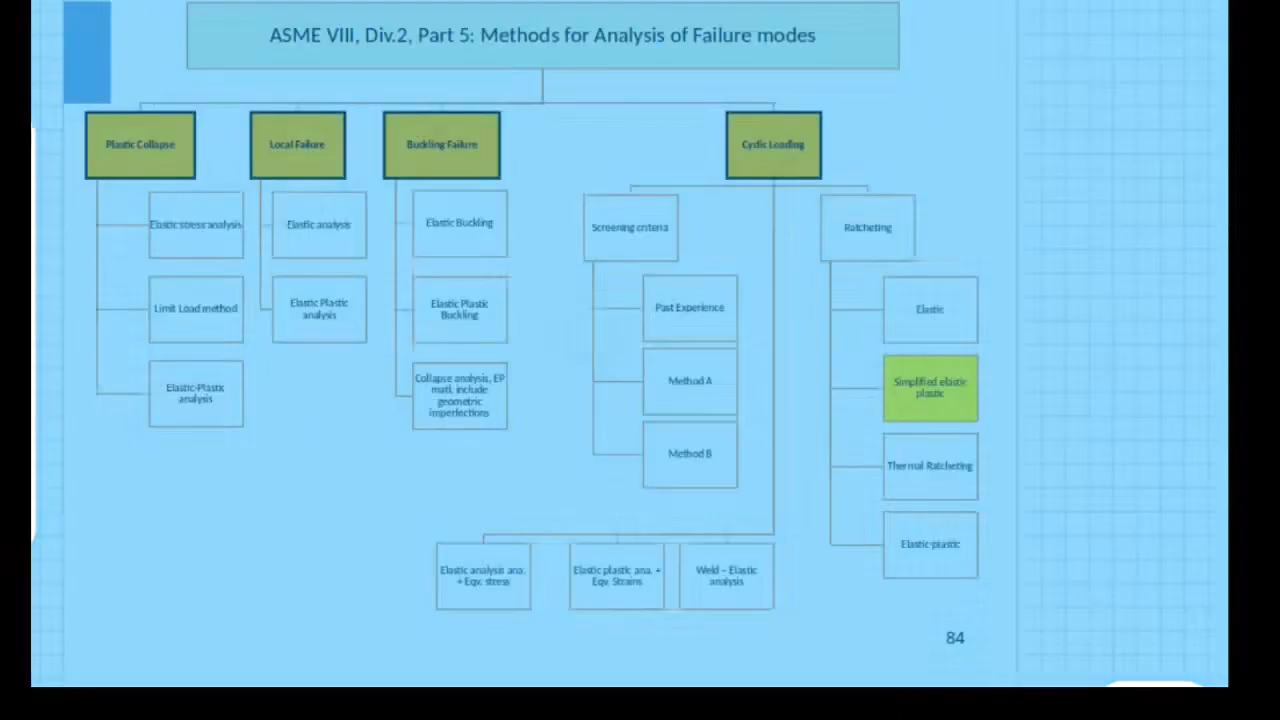 ASME VIII, Div.2, Part 5: Methods for Analysis of Failure modes
Plastic Collapse
Local Failure
Buckling Failure
Cyclic Loading
Elastic stress analysis
Limit Load method
Elastic-Plastic
analysis
Elastic analysis
Elastic Plastic
analysis
Elastic Buckling
Elastic Plastic
Buckling
Collapse analysis, EP
matl, include
geometric
imperfections
Screening criteria
Past Experience
Method A
Method B
Ratcheting
Elastic
Simplified elastic
plastic
Thermal Ratcheting
Elastic-plastic
Elastic analysis ana.
+ Eqv. stress
Elastic plastic ana. +
Eqv. Strains
Weld – Elastic
analysis
84